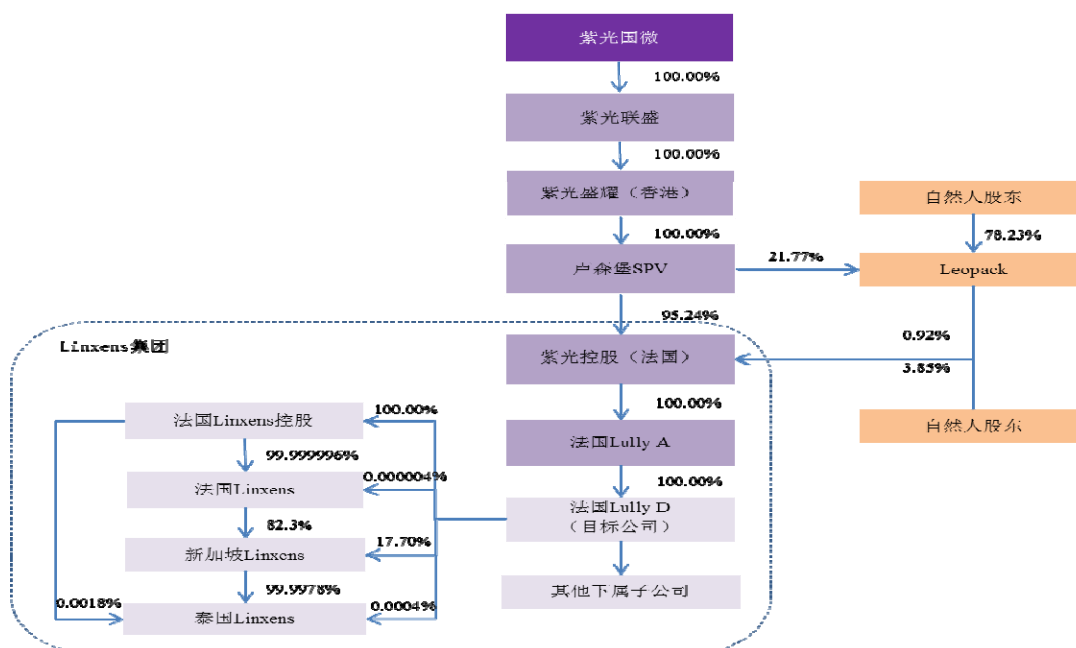 紫光国微
100.00%
紫光联盛
100.00%
紫光盛耀（香港）
自然人股东
100.00%
78.23%
卢森堡SPV
21.77%
Leopack
95.24%
Linxens集团
0.92%
紫光控股（法国）
3.85%
100.00%
法国Linxens控股
100.00%
法国Lully A
自然人股东
99.999996%
法国Linxens
0.000004%
100.00%
法国Lully D
（目标公司）
82.3%
新加坡Linxens
17.70%
99.9978%
其他下属子公司
0.0018%
泰国Linxens
0.0004%